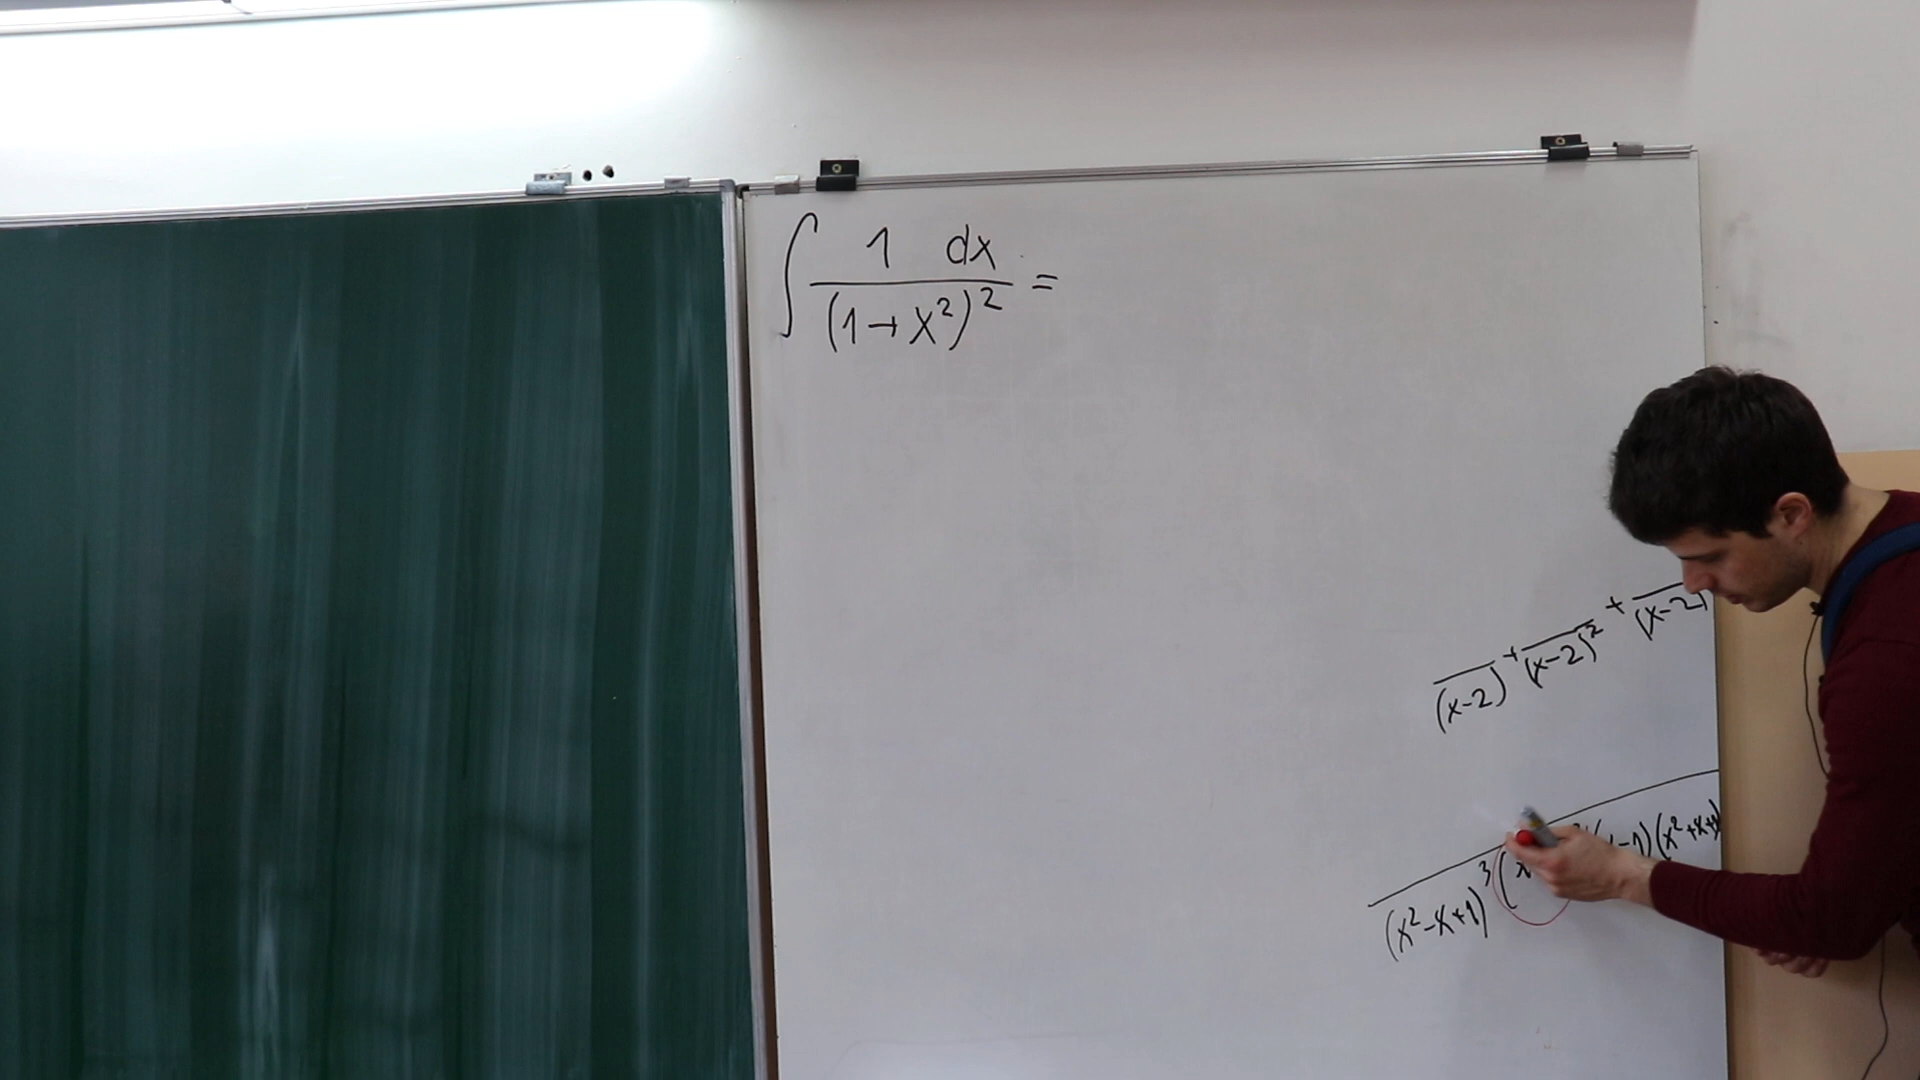 ∫ 1 dx / (1+x²)² =
/(x-2) + /(x-2)² + /(x-2)
/(x²-x+1)³ (x -1)(x²+x+1)